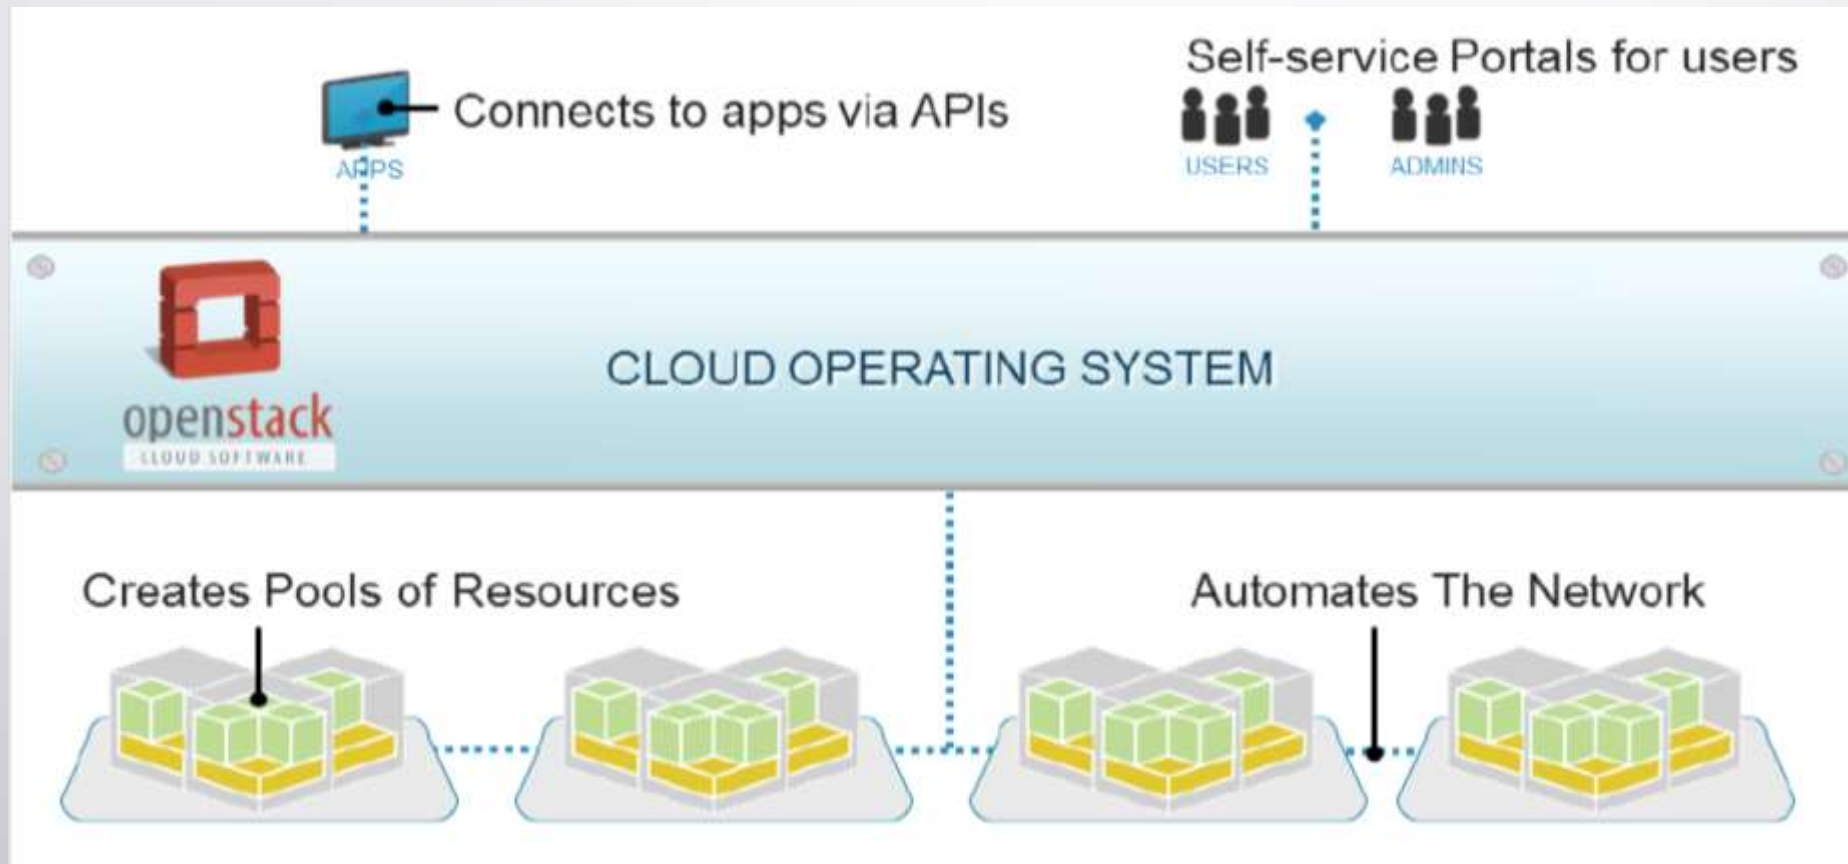 Self-service Portals for users
Connects to apps via APIs
APPS
USERS
ADMINS
openstack
CLOUD SOFTWARE
CLOUD OPERATING SYSTEM
Creates Pools of Resources
Automates The Network